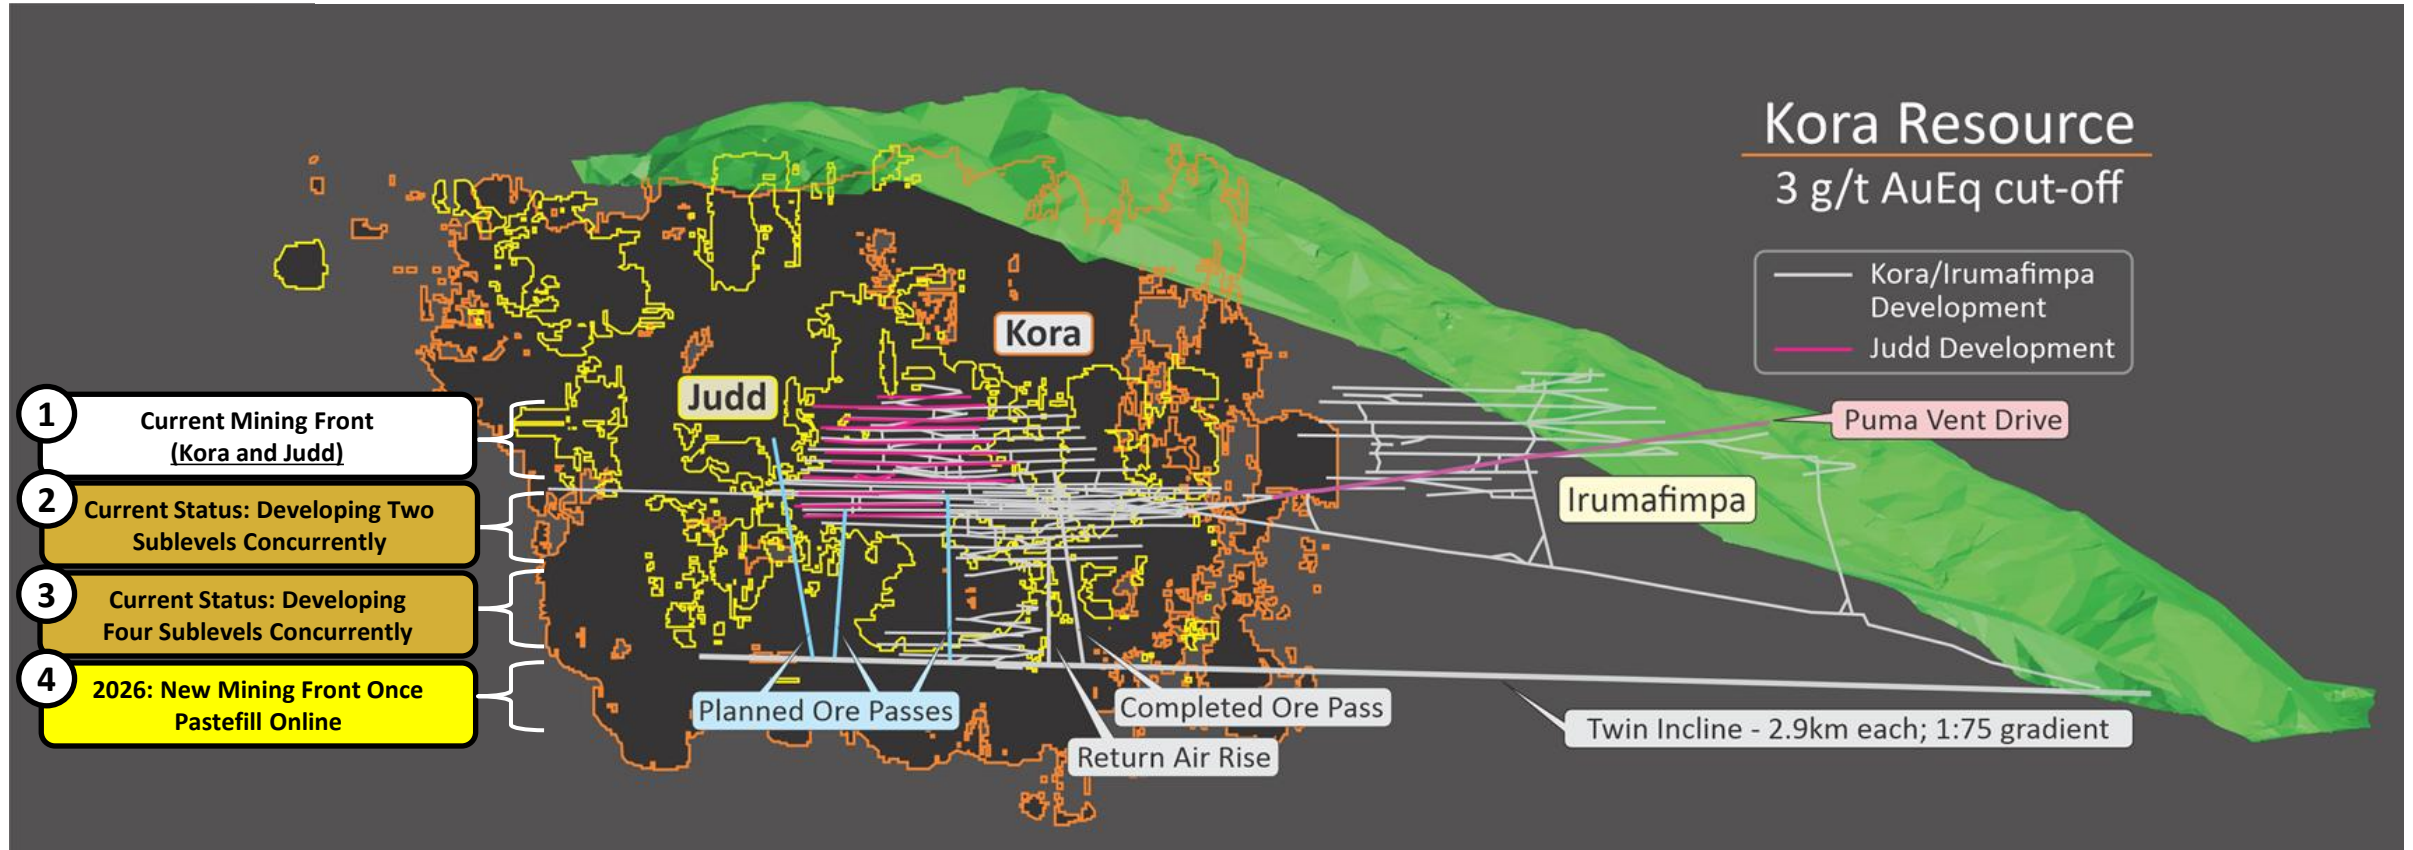 Kora Resource
3 g/t AuEq cut-off
Kora/Irumafimpa
Development
Judd Development
Kora
Judd
1
Current Mining Front
(Kora and Judd)
2
Current Status: Developing Two
Sublevels Concurrently
3
Current Status: Developing
Four Sublevels Concurrently
4
2026: New Mining Front Once
Pastefill Online
Puma Vent Drive
Irumafimpa
Planned Ore Passes
Completed Ore Pass
Return Air Rise
Twin Incline - 2.9km each; 1:75 gradient